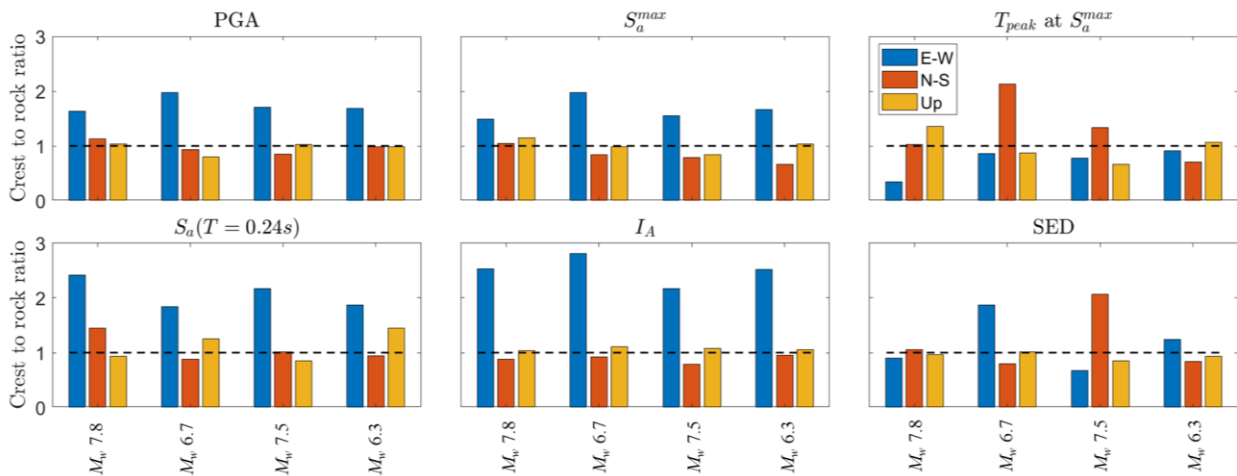 PGA
$S_a^{max}$
$T_{peak}$ at $S_a^{max}$
Crest to rock ratio
3
2
1
0
E-W
N-S
Up
$S_a(T = 0.24s)$
$I_A$
SED
Crest to rock ratio
3
2
1
0
$M_w$ 7.8
$M_w$ 6.7
$M_w$ 7.5
$M_w$ 6.3
$M_w$ 7.8
$M_w$ 6.7
$M_w$ 7.5
$M_w$ 6.3
$M_w$ 7.8
$M_w$ 6.7
$M_w$ 7.5
$M_w$ 6.3